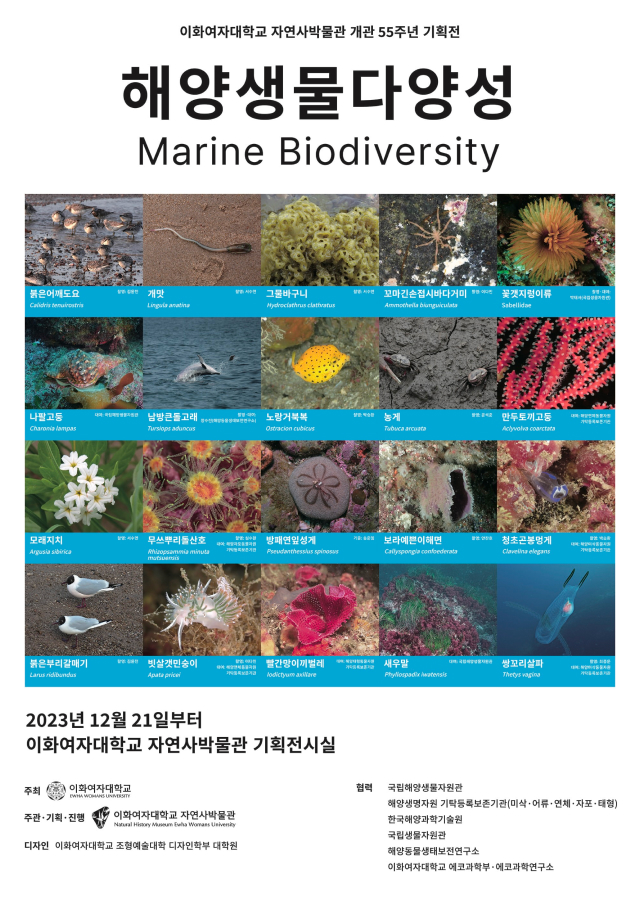 이화여자대학교 자연사박물관 개관 55주년 기획전
해양생물다양성
Marine Biodiversity
붉은어깨도요
Calidris tenuirostris
개맛
Lingula anatina
그물바구니
Hydroclathrus clathratus
꼬마긴손접시바다거미
Ammothella biunguiculata
꽃갯지렁이류
Sabellidae
나팔고둥
Charonia lampas
남방큰돌고래
Tursiops aduncus
노랑거북복
Ostracion cubicus
농게
Tubuca arcuata
만두토끼고둥
Aclyvolva coarctata
모래지치
Argusia sibirica
무쓰뿌리돌산호
Rhizopsammia minuta
mutsuensis
방패연잎성게
Pseudanthessius spinosus
보라예쁜이해면
Callyspongia confoederata
청초곤봉멍게
Clavelina elegans
붉은부리갈매기
Larus ridibundus
빗살갯민숭이
Apata pricei
빨간망이끼벌레
Iodictyum axillare
새우말
Phyllospadix iwatensis
쌍꼬리살파
Thetys vagina
2023년 12월 21일부터
이화여자대학교 자연사박물관 기획전시실
주최 이화여자대학교
EWHA WOMANS UNIVERSITY
주관·기획·진행 이화여자대학교 자연사박물관
Natural History Museum Ewha Womans University
디자인 이화여자대학교 조형예술대학 디자인학부 대학원
협력 국립해양생물자원관
해양생명자원 기탁등록보존기관(미삭·어류·연체·자포·태형)
한국해양과학기술원
국립생물자원관
해양동물생태보전연구소
이화여자대학교 에코과학부·에코과학연구소